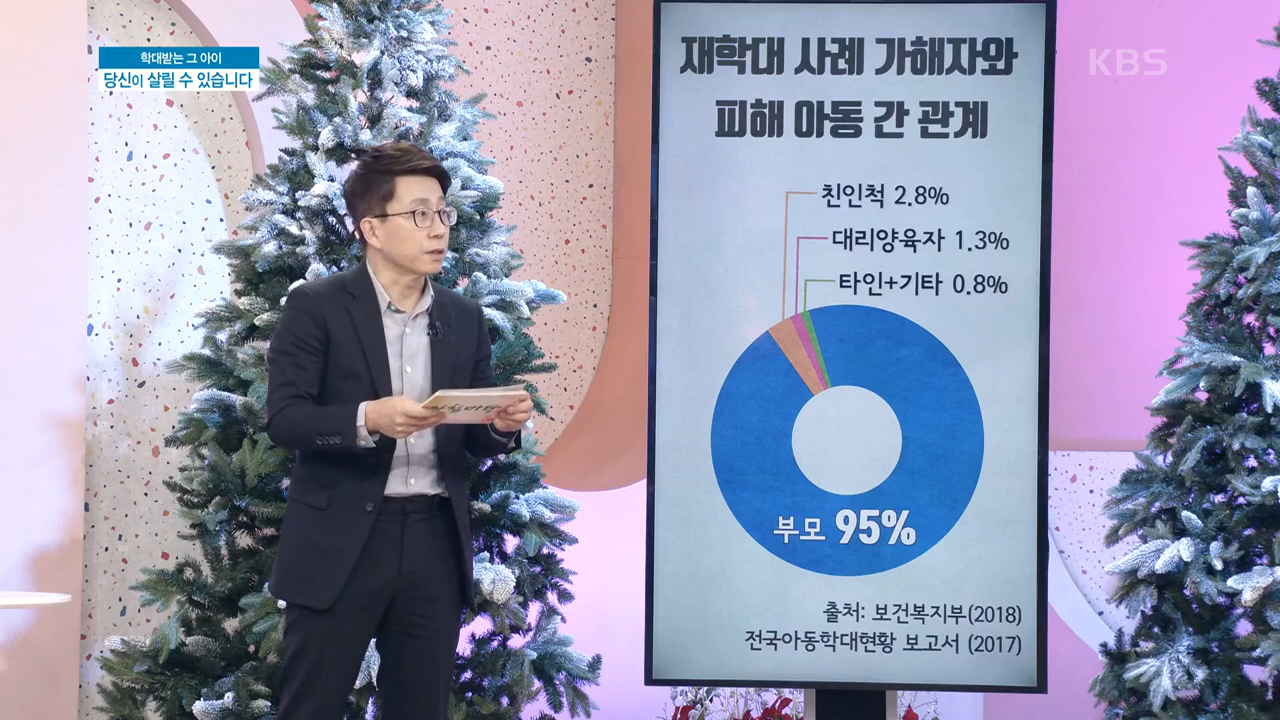 학대받는 그 아이
당신이 살릴 수 있습니다
KBS
재학대 사례 가해자와
피해 아동 간 관계
친인척 2.8%
대리양육자 1.3%
타인+기타 0.8%
부모 95%
출처: 보건복지부(2018)
전국아동학대현황 보고서 (2017)